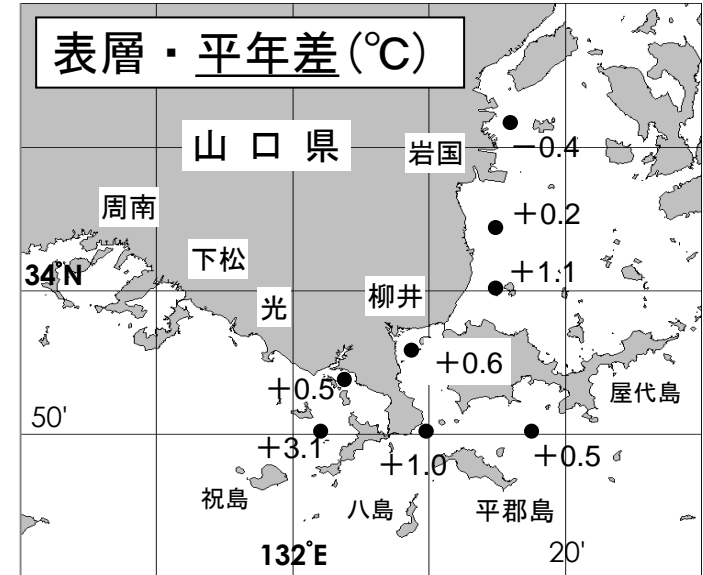 表層・平年差(℃)
山口県
岩国
−0.4
周南
+0.2
下松
34°N
+1.1
光
柳井
+0.6
+0.5
屋代島
50'
+3.1
+1.0
+0.5
祝島
八島
平郡島
132°E
20'